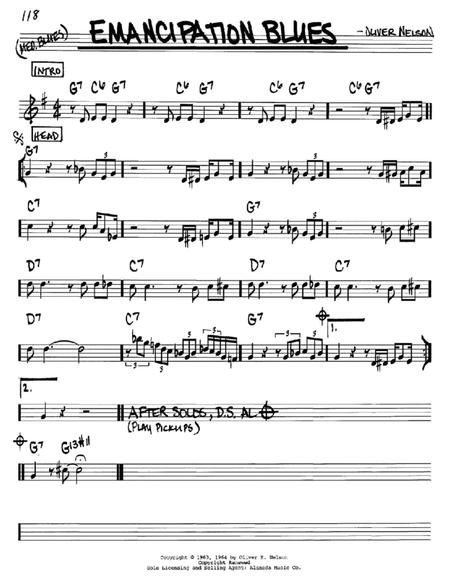 118
(MED. BLUES)
EMANCIPATION BLUES
-OLIVER NELSON
INTRO
G7 C6 G7 C6 G7 C6 G7 C6 G7
HEAD
G7
3
C7
3
D7 C7 D7 C7
D7 C7 G7 1.
3 3 3 3
2.
AFTER SOLOS, D.S. AL
(PLAY PICKUPS)
G7 G13#11
Copyright © 1963, 1964 by Oliver E. Nelson
Copyright Renewed
Sole Licensing and Selling Agent: Alameda Music Co.